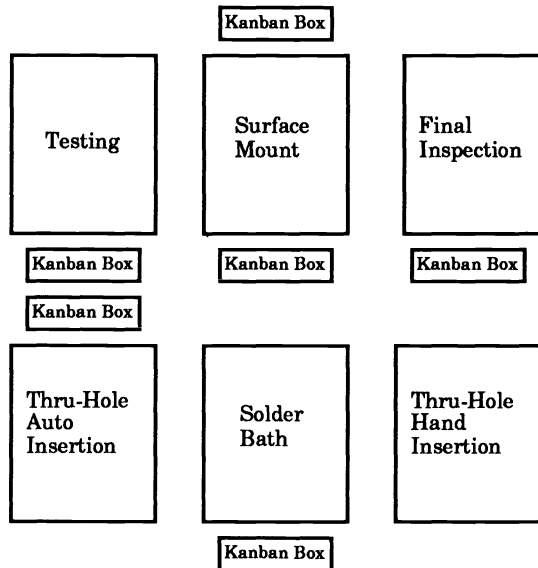 Kanban Box
Testing
Surface
Mount
Final
Inspection
Kanban Box
Kanban Box
Kanban Box
Kanban Box
Thru-Hole
Auto
Insertion
Solder
Bath
Thru-Hole
Hand
Insertion
Kanban Box